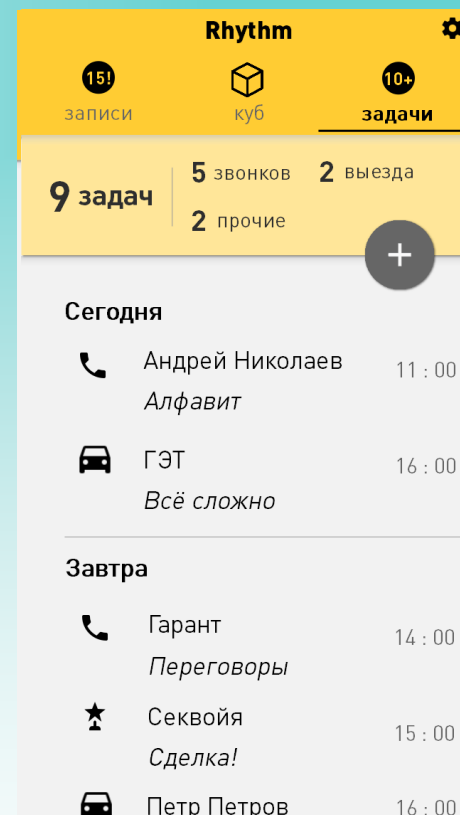 Rhythm
15! 10+
записи куб задачи
5 звонков 2 выезда
9 задач
2 прочие
+
Сегодня
Андрей Николаев 11 : 00
Алфавит
ГЭТ 16 : 00
Всё сложно
Завтра
Гарант 14 : 00
Переговоры
Секвойя 15 : 00
Сделка!
Петр Петров 16 : 00